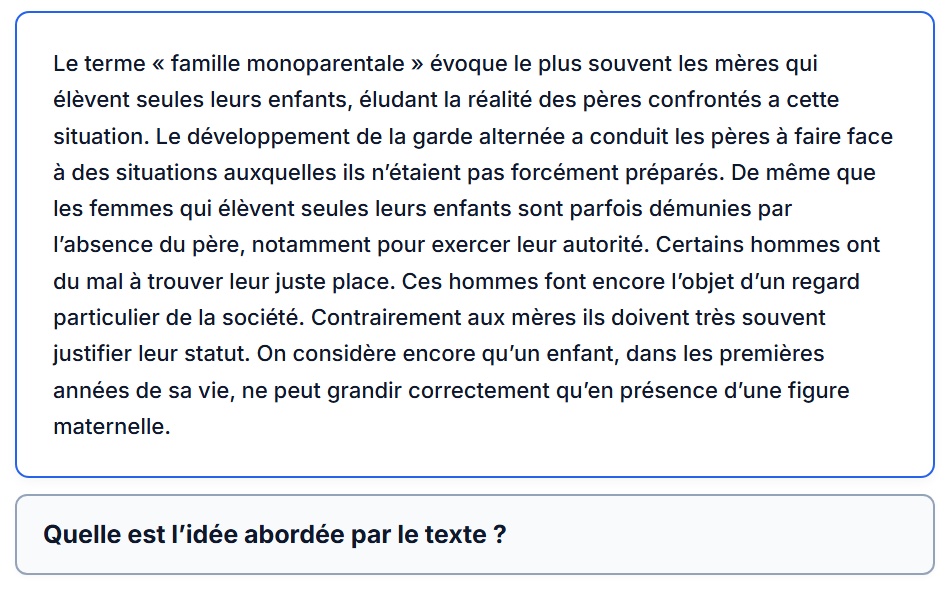 Le terme « famille monoparentale » évoque le plus souvent les mères qui
élèvent seules leurs enfants, éludant la réalité des pères confrontés a cette
situation. Le développement de la garde alternée a conduit les pères à faire face
à des situations auxquelles ils n’étaient pas forcément préparés. De même que
les femmes qui élèvent seules leurs enfants sont parfois démunies par
l’absence du père, notamment pour exercer leur autorité. Certains hommes ont
du mal à trouver leur juste place. Ces hommes font encore l’objet d’un regard
particulier de la société. Contrairement aux mères ils doivent très souvent
justifier leur statut. On considère encore qu’un enfant, dans les premières
années de sa vie, ne peut grandir correctement qu’en présence d’une figure
maternelle.
Quelle est l’idée abordée par le texte ?